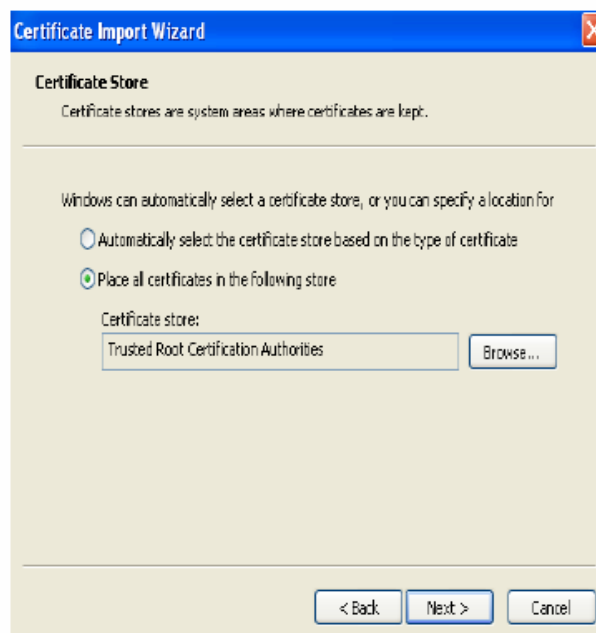 Certificate Import Wizard
Certificate Store
Certificate stores are system areas where certificates are kept.
Windows can automatically select a certificate store, or you can specify a location for
Automatically select the certificate store based on the type of certificate
Place all certificates in the following store
Certificate store:
Trusted Root Certification Authorities
Browse...
< Back
Next >
Cancel